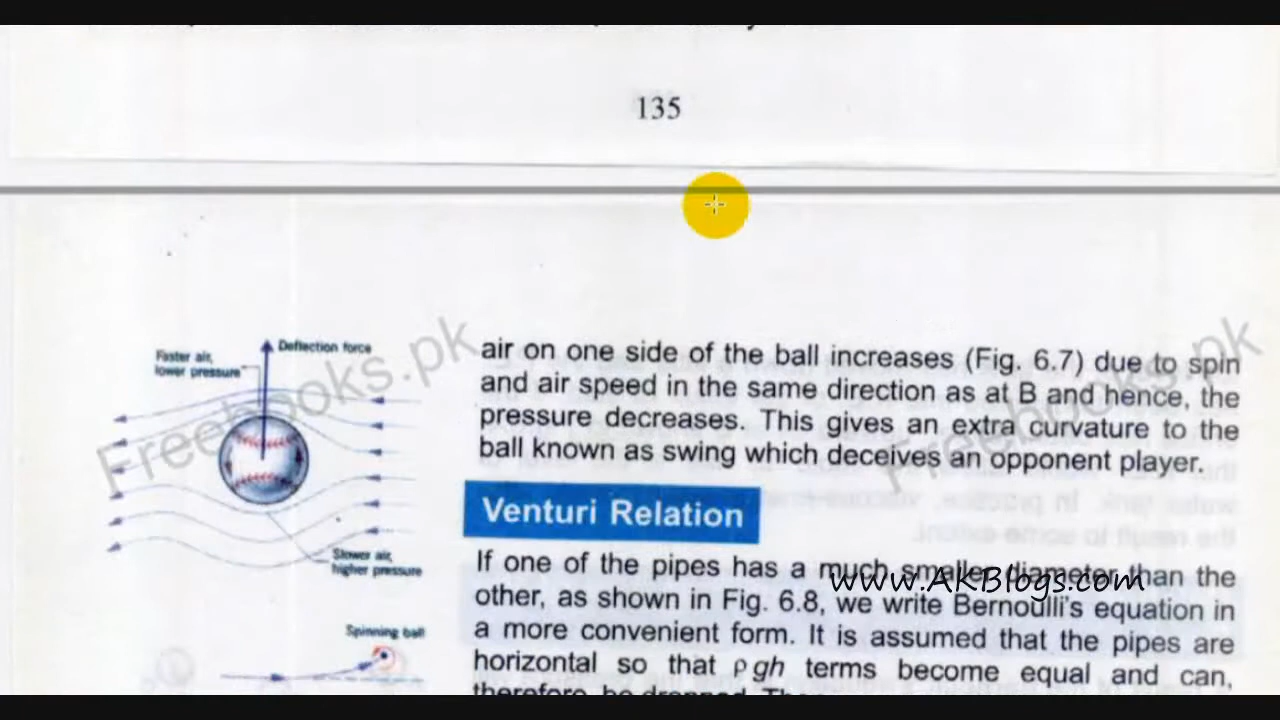 135
Freebooks.pk
Freebooks.pk
Faster air,
lower pressure
Deflection force
Slower air,
higher pressure
Spinning ball
air on one side of the ball increases (Fig. 6.7) due to spin
and air speed in the same direction as at B and hence, the
pressure decreases. This gives an extra curvature to the
ball known as swing which deceives an opponent player.
Venturi Relation
If one of the pipes has a much smaller diameter than the
www.AKBlogs.com
other, as shown in Fig. 6.8, we write Bernoulli's equation in
a more convenient form. It is assumed that the pipes are
horizontal so that ρgh terms become equal and can,
therefore, be dropped.